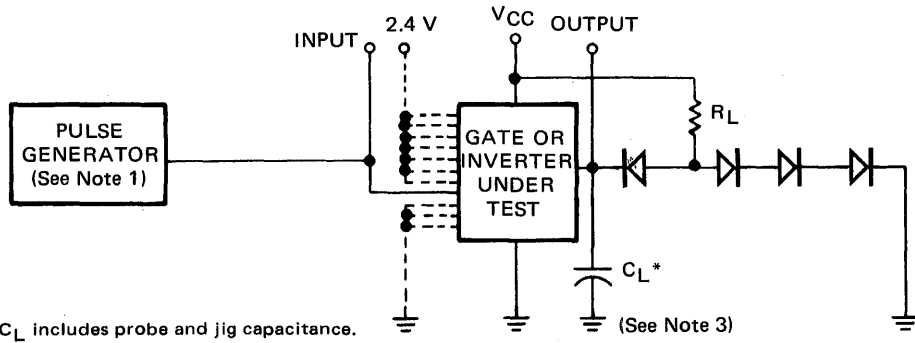 INPUT
2.4 V
VCC
OUTPUT
PULSE
GENERATOR
(See Note 1)
GATE OR
INVERTER
UNDER
TEST
RL
CL*
(See Note 3)
CL includes probe and jig capacitance.